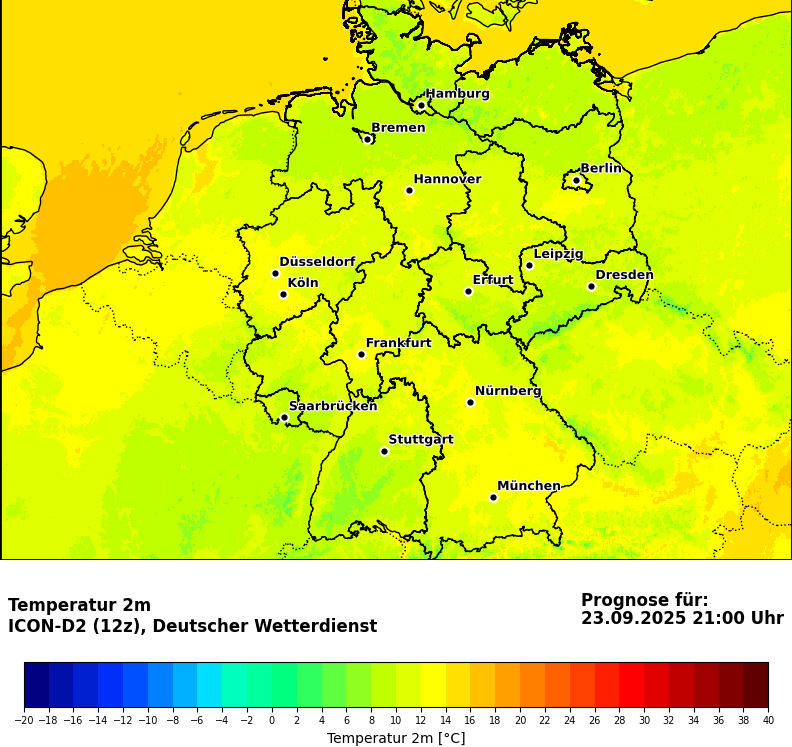 Hamburg
Bremen
Berlin
Hannover
Leipzig
Düsseldorf
Dresden
Erfurt
Köln
Frankfurt
Nürnberg
Saarbrücken
Stuttgart
München
Temperatur 2m
ICON-D2 (12z), Deutscher Wetterdienst
Prognose für:
23.09.2025 21:00 Uhr
−20 −18 −16 −14 −12 −10 −8 −6 −4 −2 0 2 4 6 8 10 12 14 16 18 20 22 24 26 28 30 32 34 36 38 40
Temperatur 2m [°C]